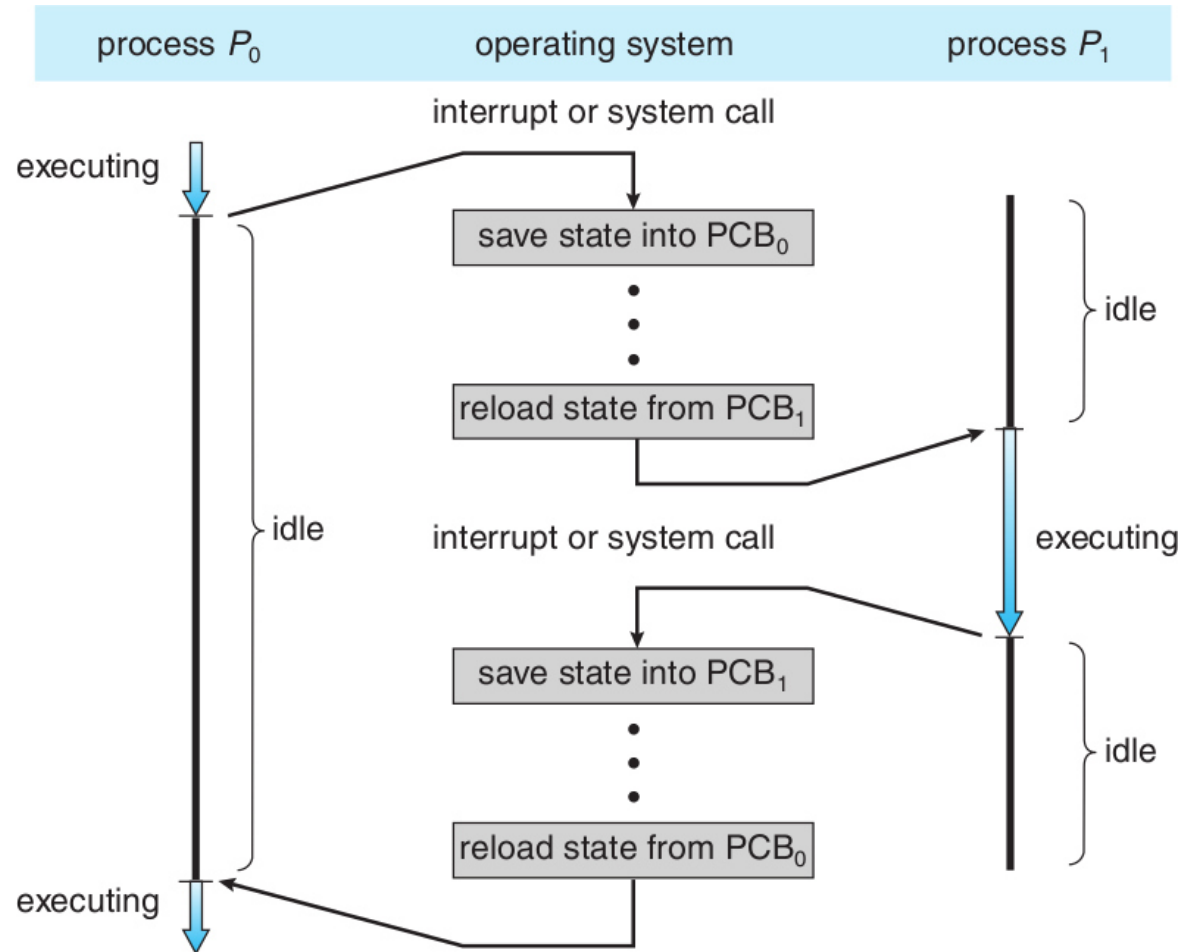 process P₀ operating system process P₁
interrupt or system call
executing
save state into PCB₀
idle
reload state from PCB₁
idle
interrupt or system call
executing
save state into PCB₁
idle
reload state from PCB₀
executing